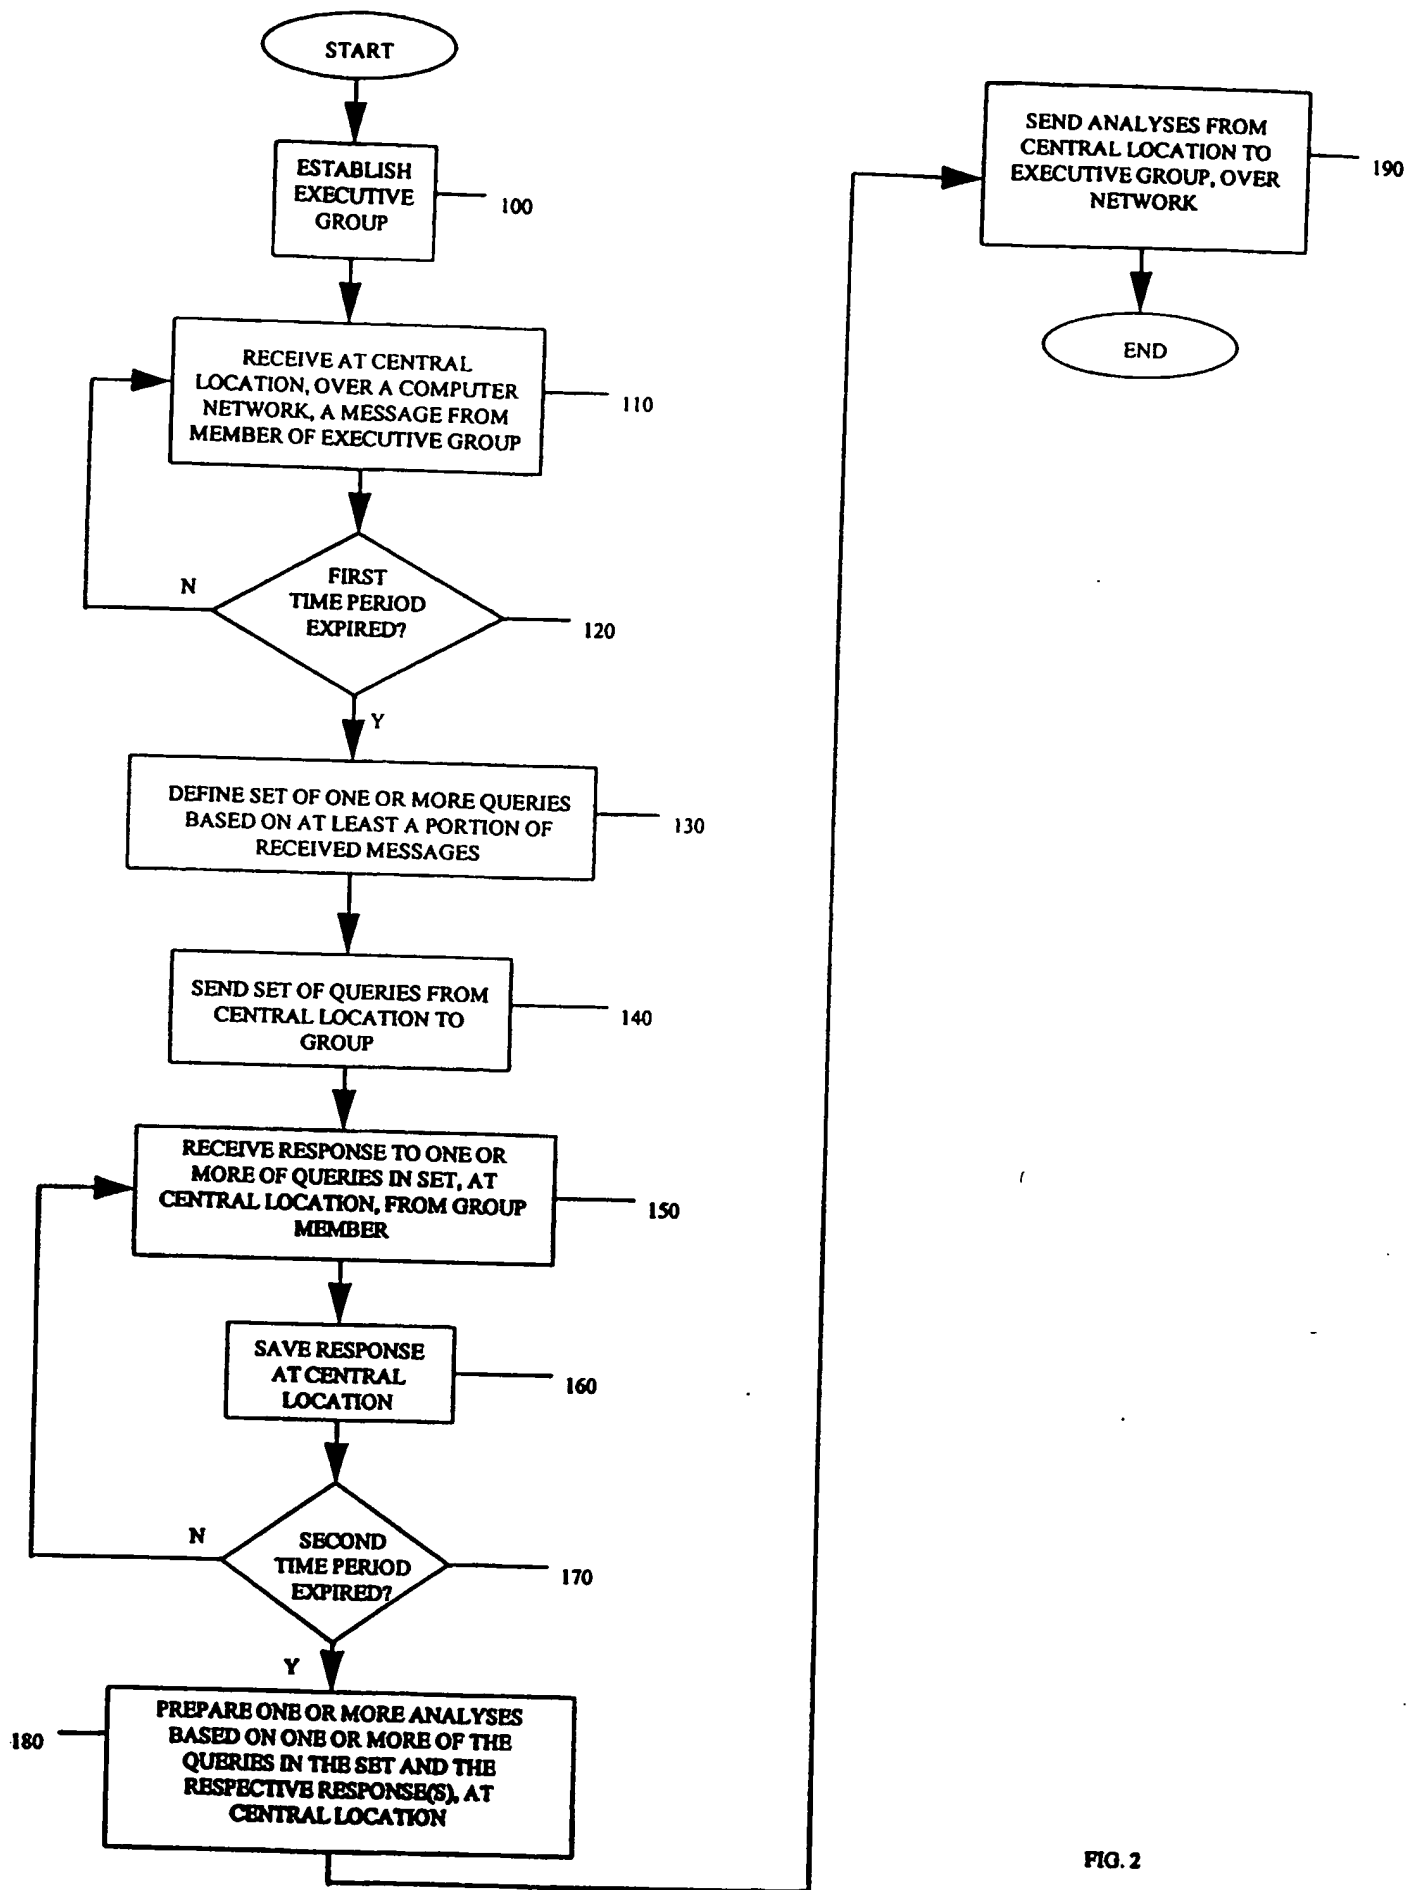 START
ESTABLISH
EXECUTIVE
GROUP
100
RECEIVE AT CENTRAL
LOCATION, OVER A COMPUTER
NETWORK, A MESSAGE FROM
MEMBER OF EXECUTIVE GROUP
110
FIRST
TIME PERIOD
EXPIRED?
N
120
Y
DEFINE SET OF ONE OR MORE QUERIES
BASED ON AT LEAST A PORTION OF
RECEIVED MESSAGES
130
SEND SET OF QUERIES FROM
CENTRAL LOCATION TO
GROUP
140
RECEIVE RESPONSE TO ONE OR
MORE OF QUERIES IN SET, AT
CENTRAL LOCATION, FROM GROUP
MEMBER
150
SAVE RESPONSE
AT CENTRAL
LOCATION
160
SECOND
TIME PERIOD
EXPIRED?
N
170
Y
PREPARE ONE OR MORE ANALYSES
BASED ON ONE OR MORE OF THE
QUERIES IN THE SET AND THE
RESPECTIVE RESPONSE(S), AT
CENTRAL LOCATION
180
SEND ANALYSES FROM
CENTRAL LOCATION TO
EXECUTIVE GROUP, OVER
NETWORK
190
END
FIG. 2